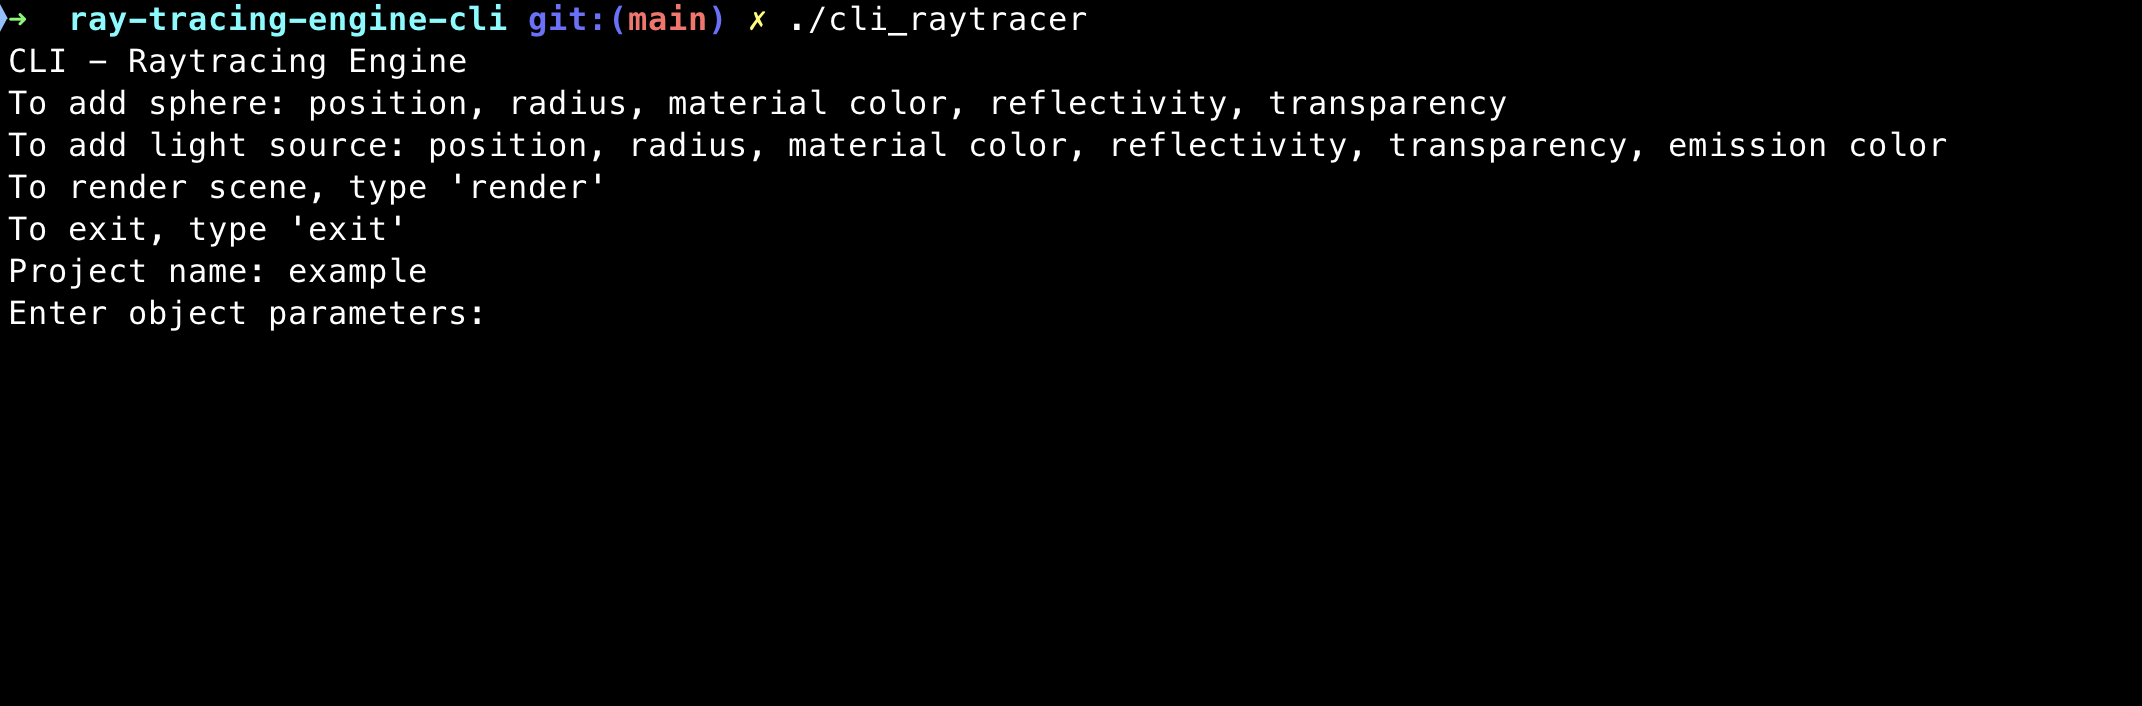 ➜  ray-tracing-engine-cli git:(main) ✗ ./cli_raytracer
CLI - Raytracing Engine
To add sphere: position, radius, material color, reflectivity, transparency
To add light source: position, radius, material color, reflectivity, transparency, emission color
To render scene, type 'render'
To exit, type 'exit'
Project name: example
Enter object parameters: